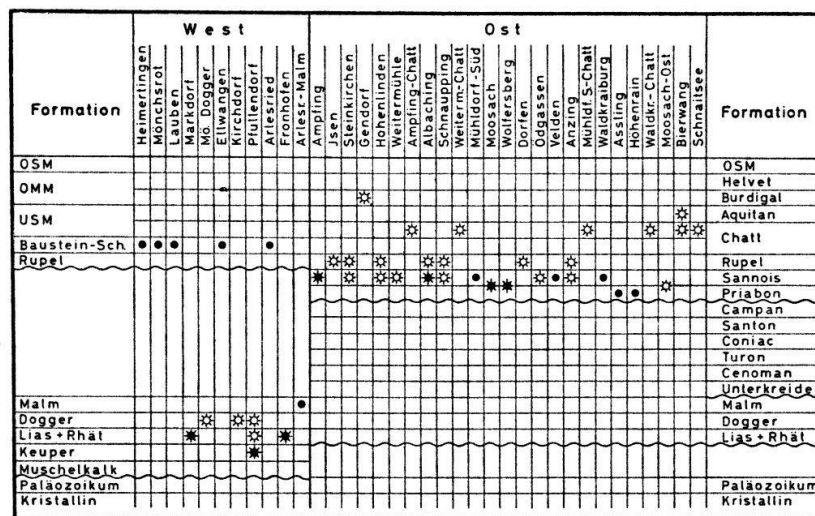 West
Ost
Formation
Heimertingen
Mönchsrot
Lauben
Markdorf
Mö. Dogger
Ellwangen
Kirchdorf
Pfullendorf
Arlesried
Fronhofen
Arlesr.-Malm
Ampfing
Jsen
Steinkirchen
Gendorf
Hohenlinden
Weitermühle
Ampfing-Chatt
Albaching
Schnaupping
Weiterm-Chatt
Mühldorf-Süd
Moosach
Wolfersberg
Dorfen
Ödgassen
Velden
Anzing
Mühldf. S-Chatt
Waldkraiburg
Assling
Höhenrain
Waldkr.-Chatt
Moosach-Ost
Bierwang
Schnaitsee
Formation
OSM
OSM
OMM
Helvet
Burdigal
USM
Aquitan
Chatt
Baustein-Sch.
Rupel
Rupel
Sannois
Priabon
Campan
Santon
Coniac
Turon
Cenoman
Unterkreide
Malm
Malm
Dogger
Dogger
Lias+Rhät
Lias+Rhät
Keuper
Muschelkalk
Paläozoikum
Paläozoikum
Kristallin
Kristallin